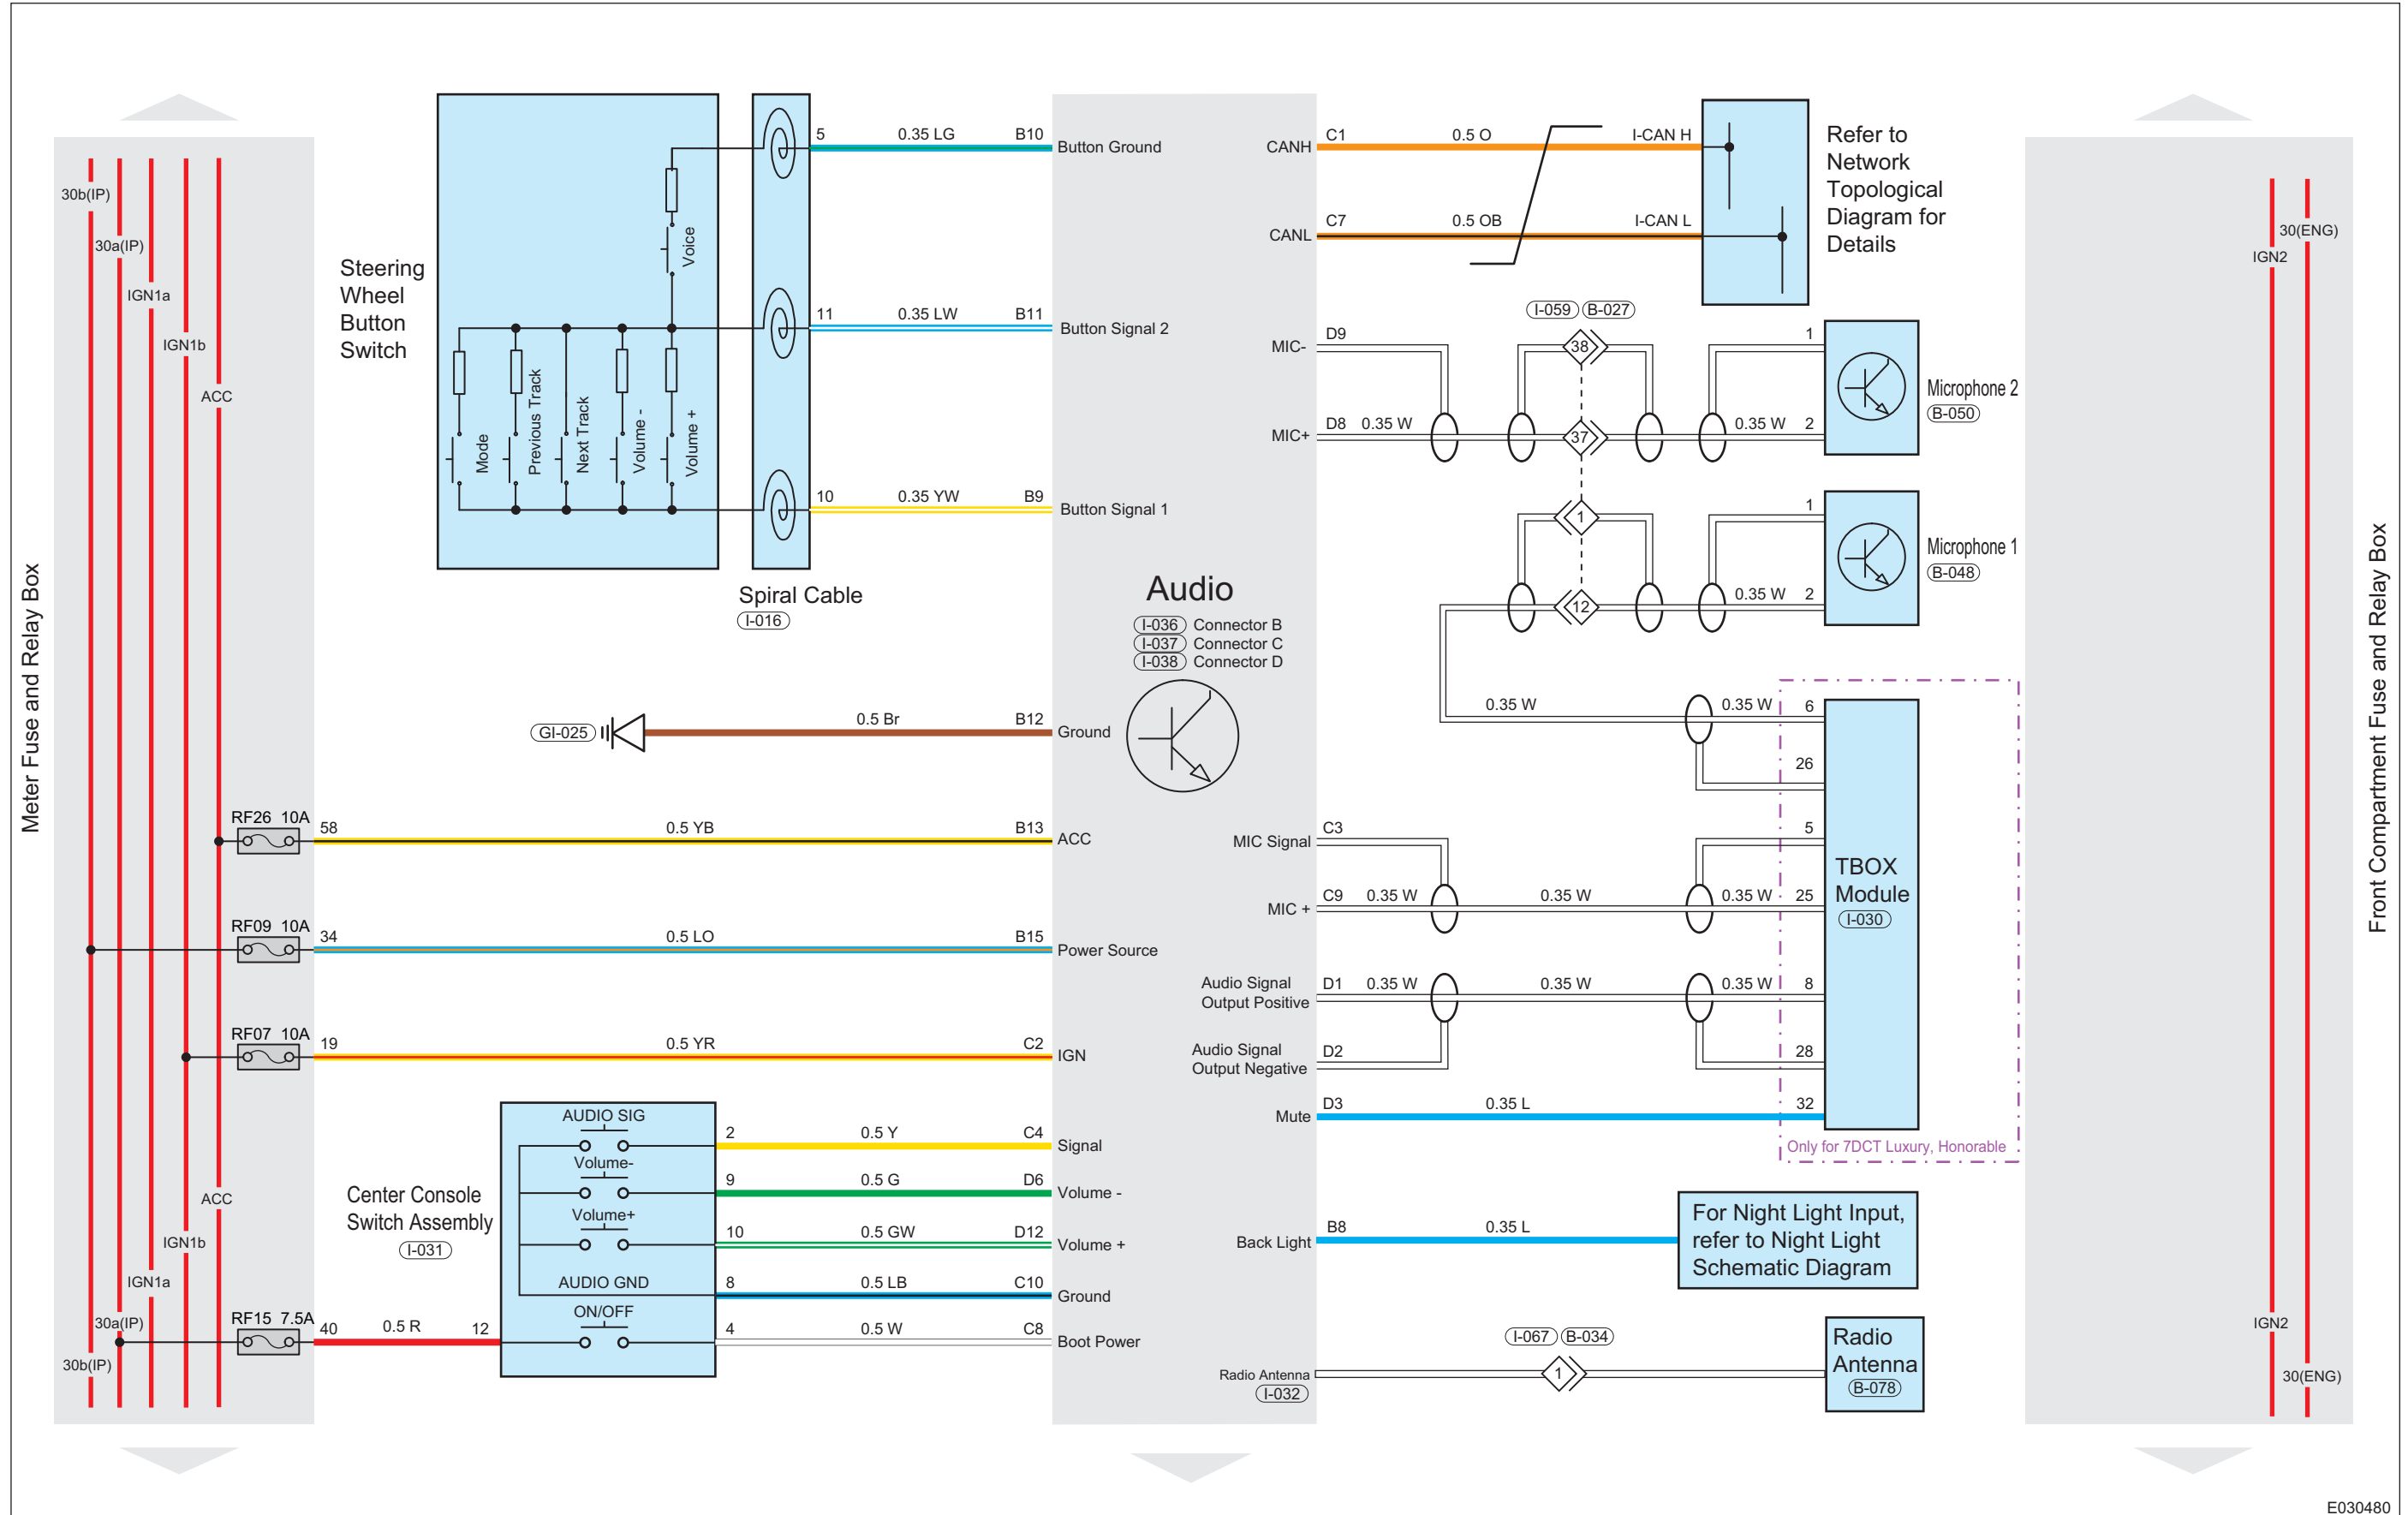 Meter Fuse and Relay Box
30b(IP)
30a(IP)
IGN1a
IGN1b
ACC
RF26 10A
RF09 10A
RF07 10A
ACC
IGN1b
IGN1a
30a(IP)
30b(IP)
RF15 7.5A
Steering
Wheel
Button
Switch
Voice
Mode
Previous Track
Next Track
Volume -
Volume +
Spiral Cable
I-016
5 0.35 LG B10
Button Ground
11 0.35 LW B11
Button Signal 2
10 0.35 YW B9
Button Signal 1
Audio
I-036 Connector B
I-037 Connector C
I-038 Connector D
GI-025
0.5 Br B12
Ground
58 0.5 YB B13
ACC
34 0.5 LO B15
Power Source
19 0.5 YR C2
IGN
Center Console
Switch Assembly
I-031
AUDIO SIG
Volume-
Volume+
AUDIO GND
ON/OFF
2 0.5 Y C4
Signal
9 0.5 G D6
Volume -
10 0.5 GW D12
Volume +
8 0.5 LB C10
Ground
40 0.5 R 12
4 0.5 W C8
Boot Power
CANH
C1 0.5 O I-CAN H
CANL
C7 0.5 OB I-CAN L
Refer to
Network
Topological
Diagram for
Details
I-059 B-027
MIC-
D9
38
1
MIC+
D8 0.35 W
37
0.35 W 2
Microphone 2
B-050
1
1
12
0.35 W 2
Microphone 1
B-048
0.35 W
0.35 W 6
26
MIC Signal
C3
5
MIC +
C9 0.35 W 0.35 W 0.35 W 25
TBOX
Module
I-030
Audio Signal
Output Positive
D1 0.35 W 0.35 W 0.35 W 8
Audio Signal
Output Negative
D2
28
Mute
D3 0.35 L 32
Only for 7DCT Luxury, Honorable
Back Light
B8 0.35 L
For Night Light Input,
refer to Night Light
Schematic Diagram
Radio Antenna
I-032
I-067 B-034
1
Radio
Antenna
B-078
IGN2
30(ENG)
IGN2
30(ENG)
Front Compartment Fuse and Relay Box
E030480